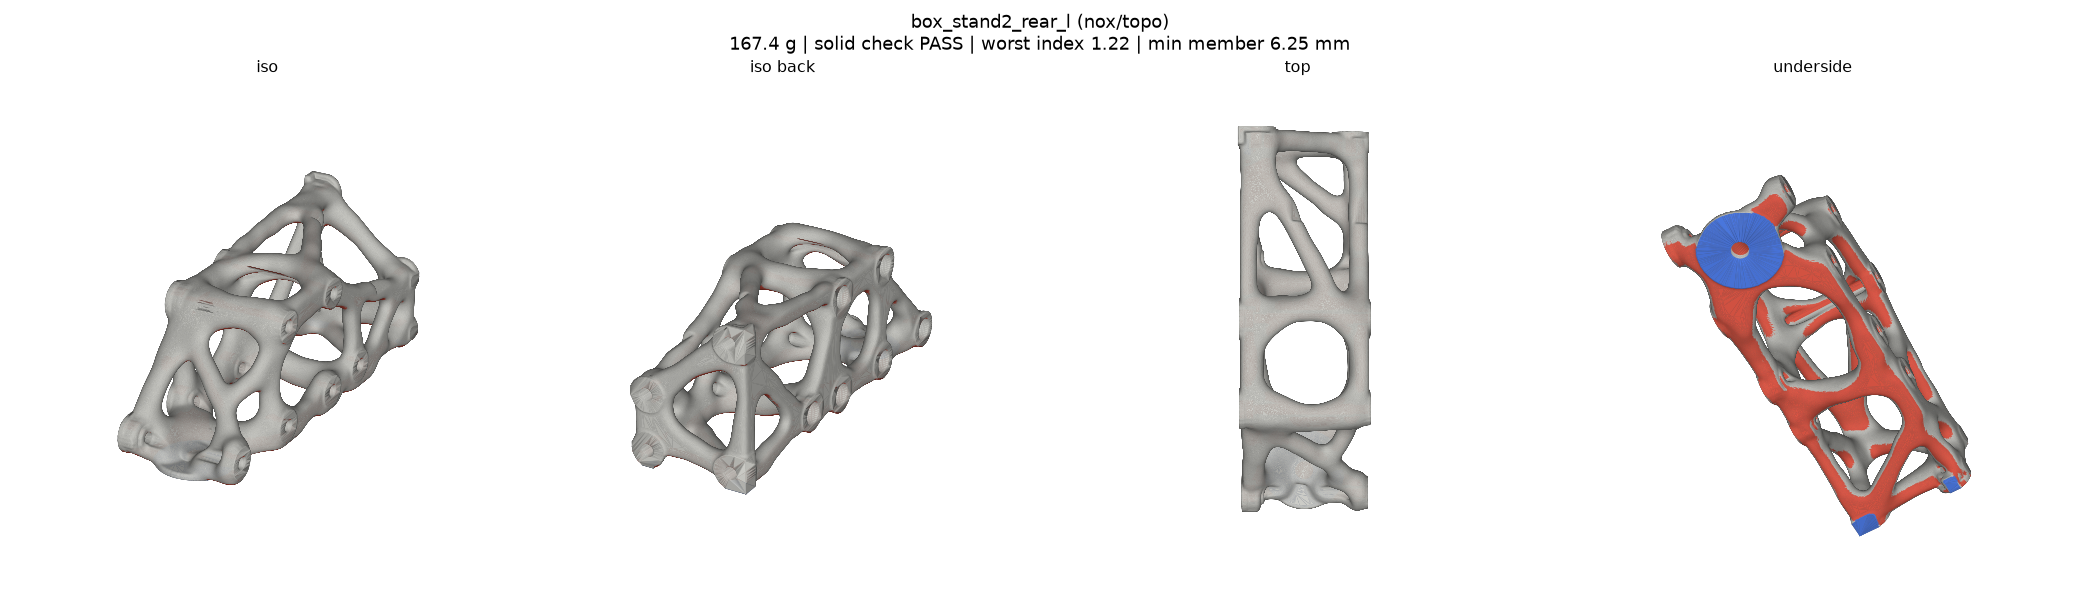 box_stand2_rear_l (nox/topo)
167.4 g | solid check PASS | worst index 1.22 | min member 6.25 mm
iso
iso back
top
underside